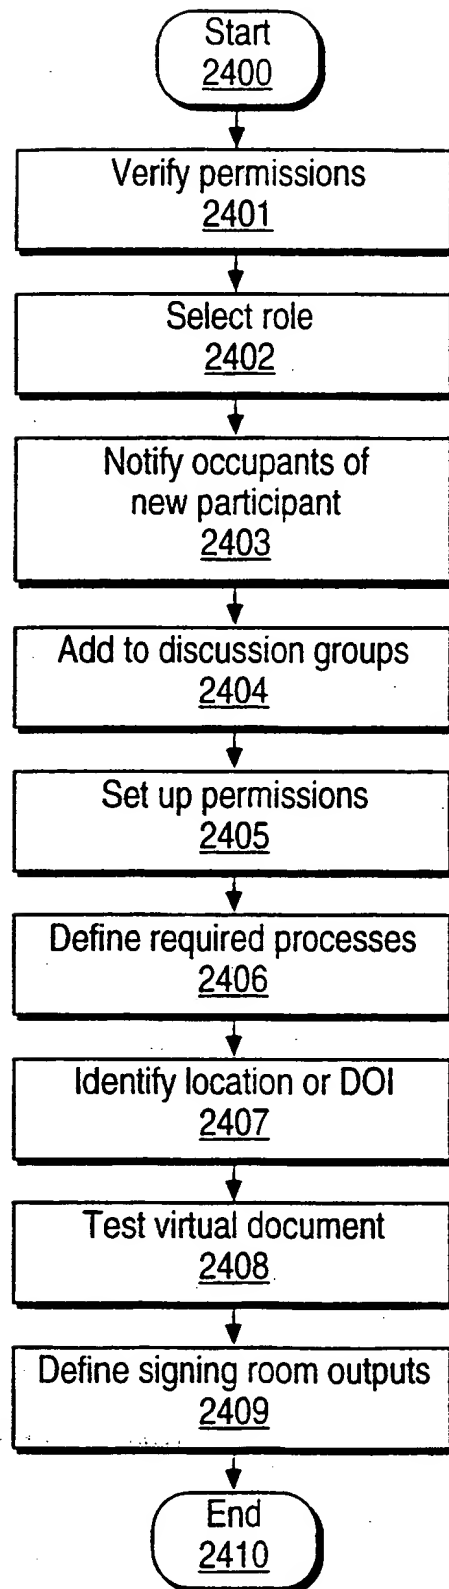 Start
2400
Verify permissions
2401
Select role
2402
Notify occupants of
new participant
2403
Add to discussion groups
2404
Set up permissions
2405
Define required processes
2406
Identify location or DOI
2407
Test virtual document
2408
Define signing room outputs
2409
End
2410